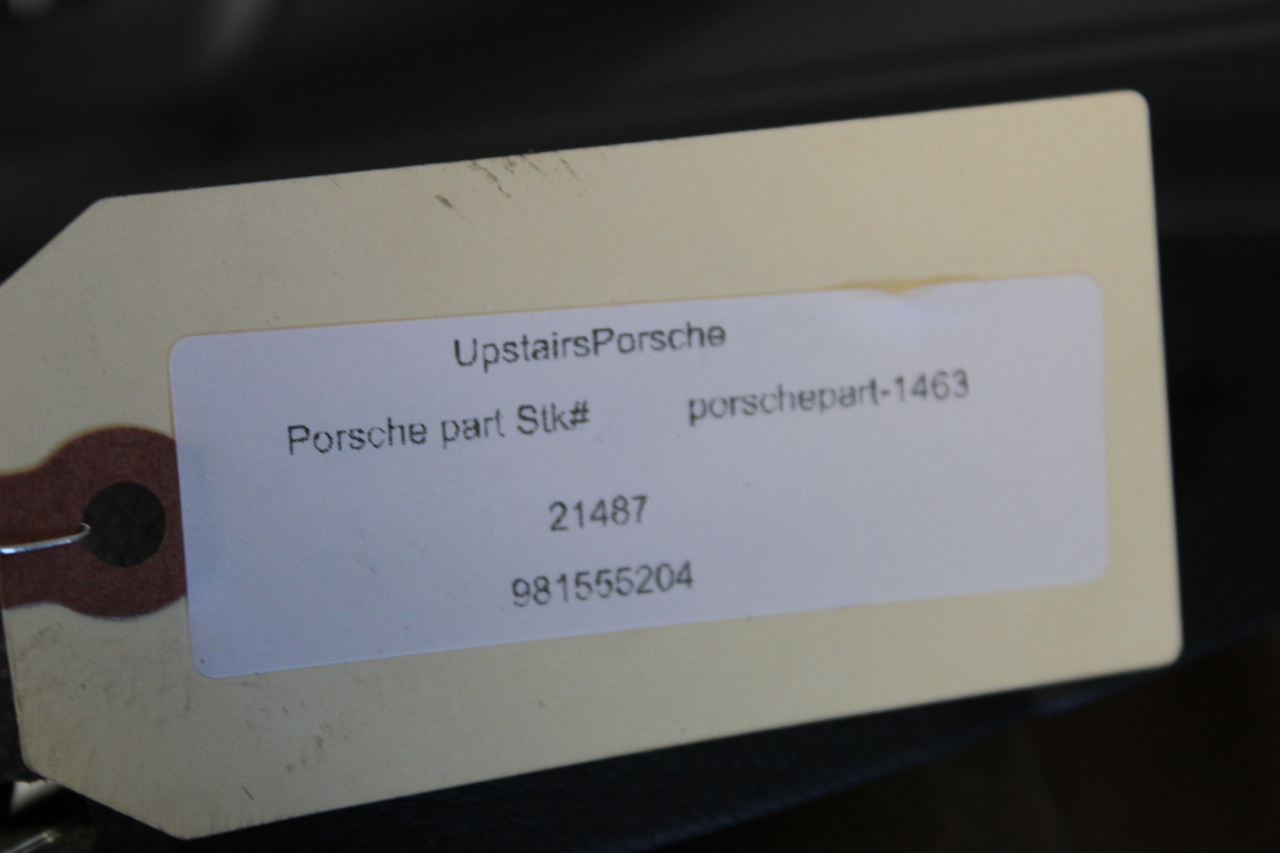 UpstairsPorsche
Porsche part Stk# porschepart-1463
21487
981555204